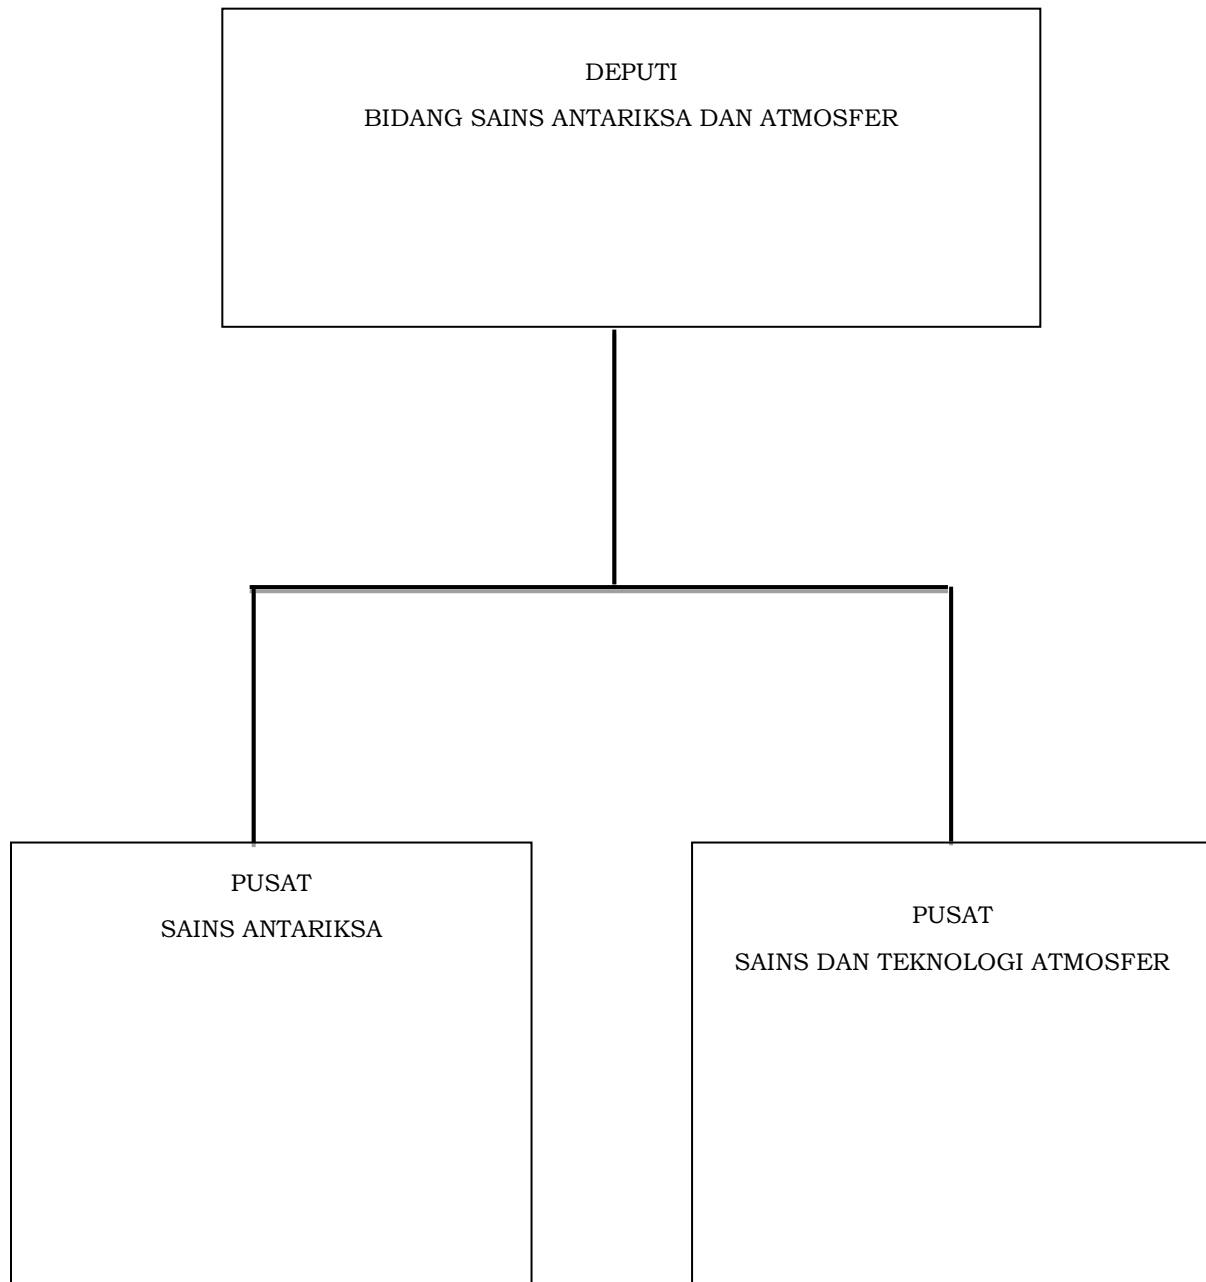 DEPUTI
BIDANG SAINS ANTARIKSA DAN ATMOSFER
PUSAT
SAINS ANTARIKSA
PUSAT
SAINS DAN TEKNOLOGI ATMOSFER